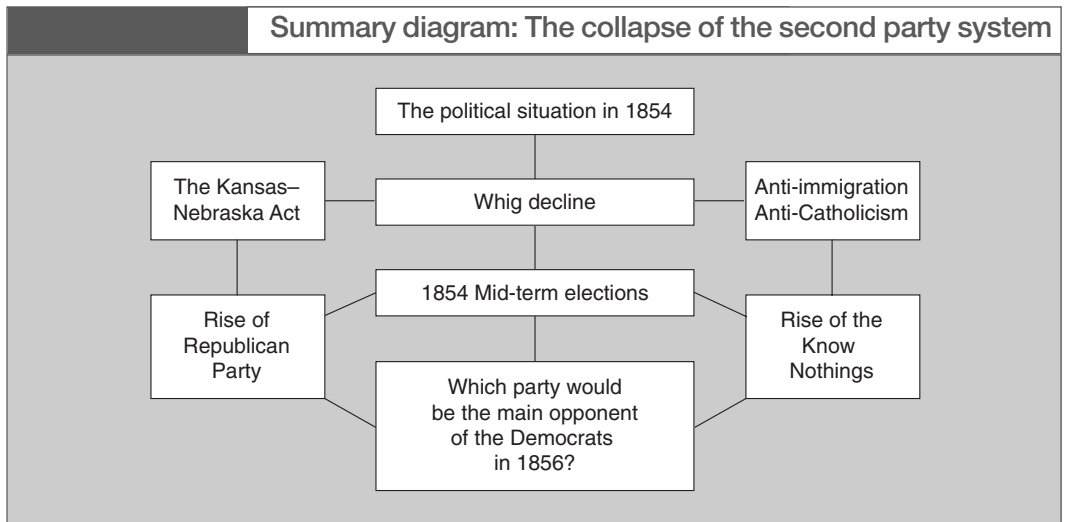 Summary diagram: The collapse of the second party system
The political situation in 1854
The Kansas–
Nebraska Act
Whig decline
Anti-immigration
Anti-Catholicism
1854 Mid-term elections
Rise of
Republican
Party
Rise of the
Know
Nothings
Which party would
be the main opponent
of the Democrats
in 1856?